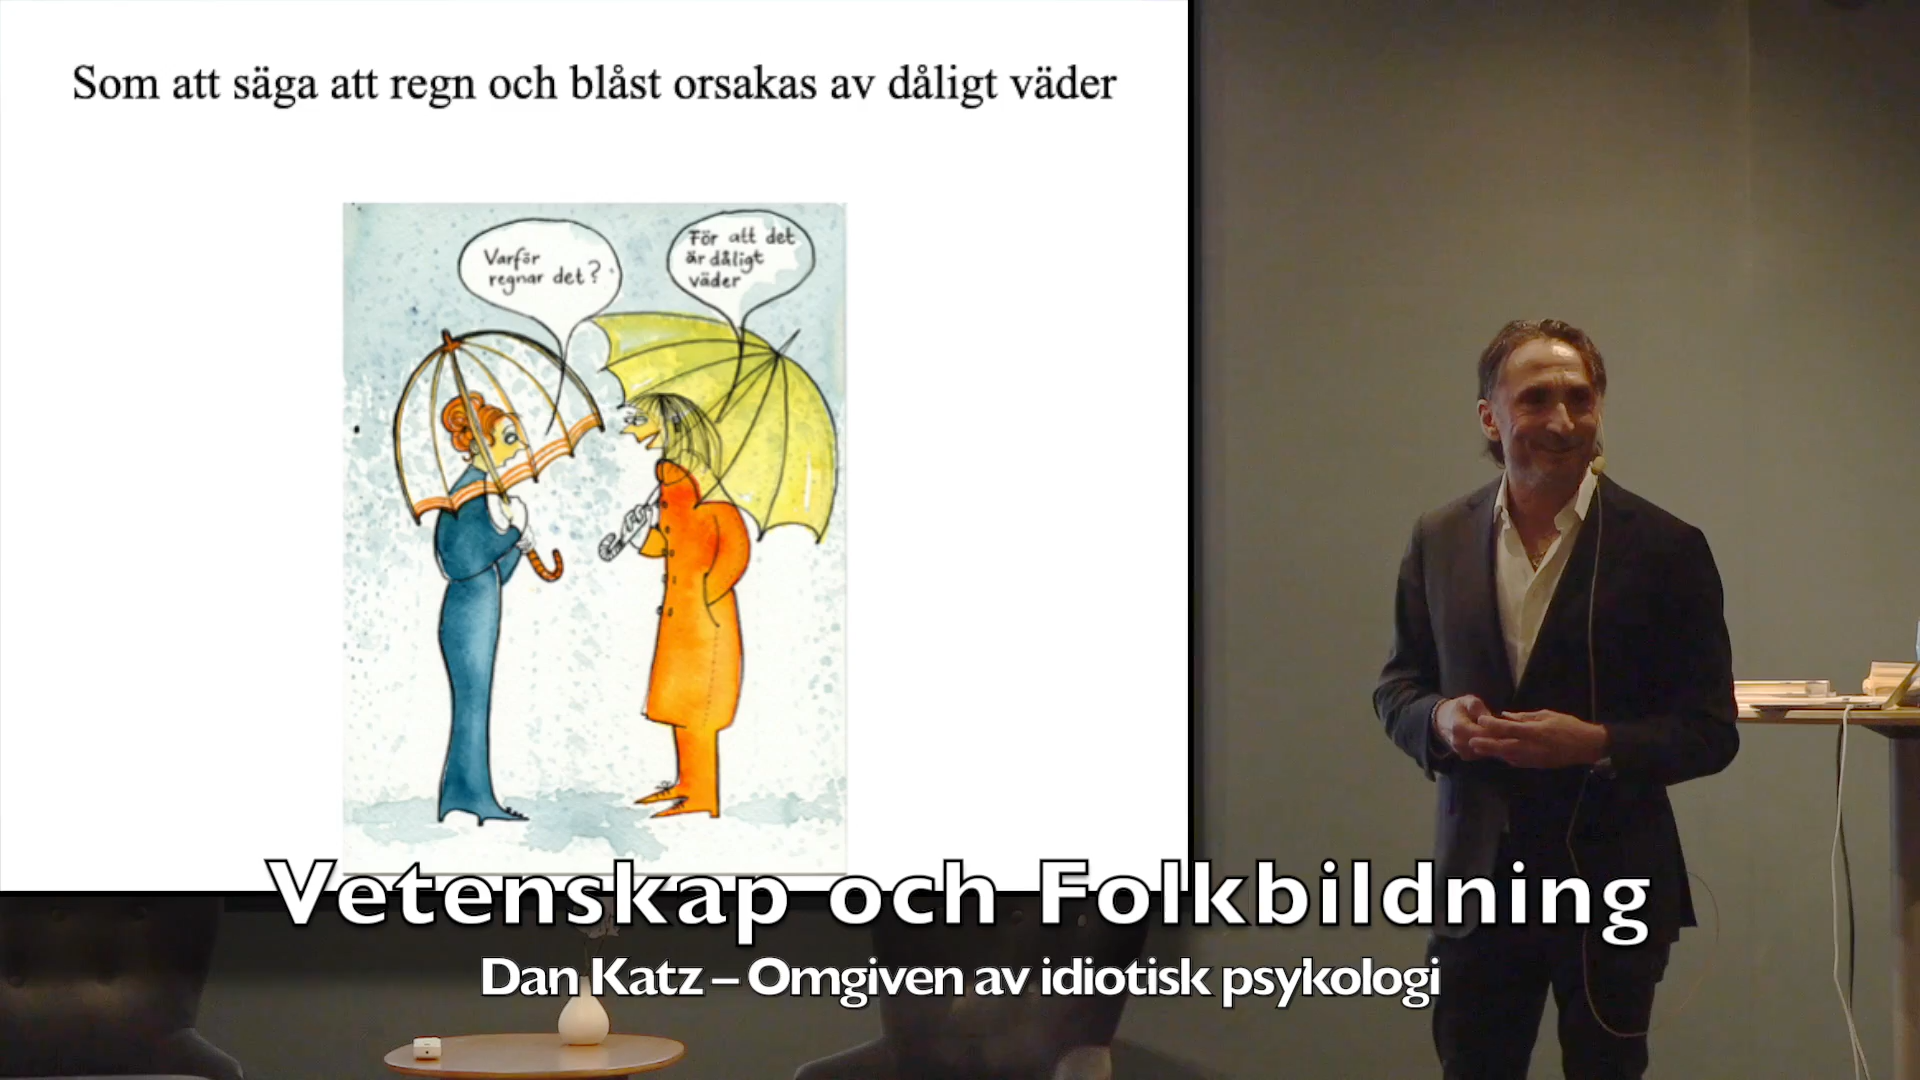 Som att säga att regn och blåst orsakas av dåligt väder
Varför
regnar det?
För att det
är dåligt
väder
Vetenskap och Folkbildning
Dan Katz – Omgiven av idiotisk psykologi